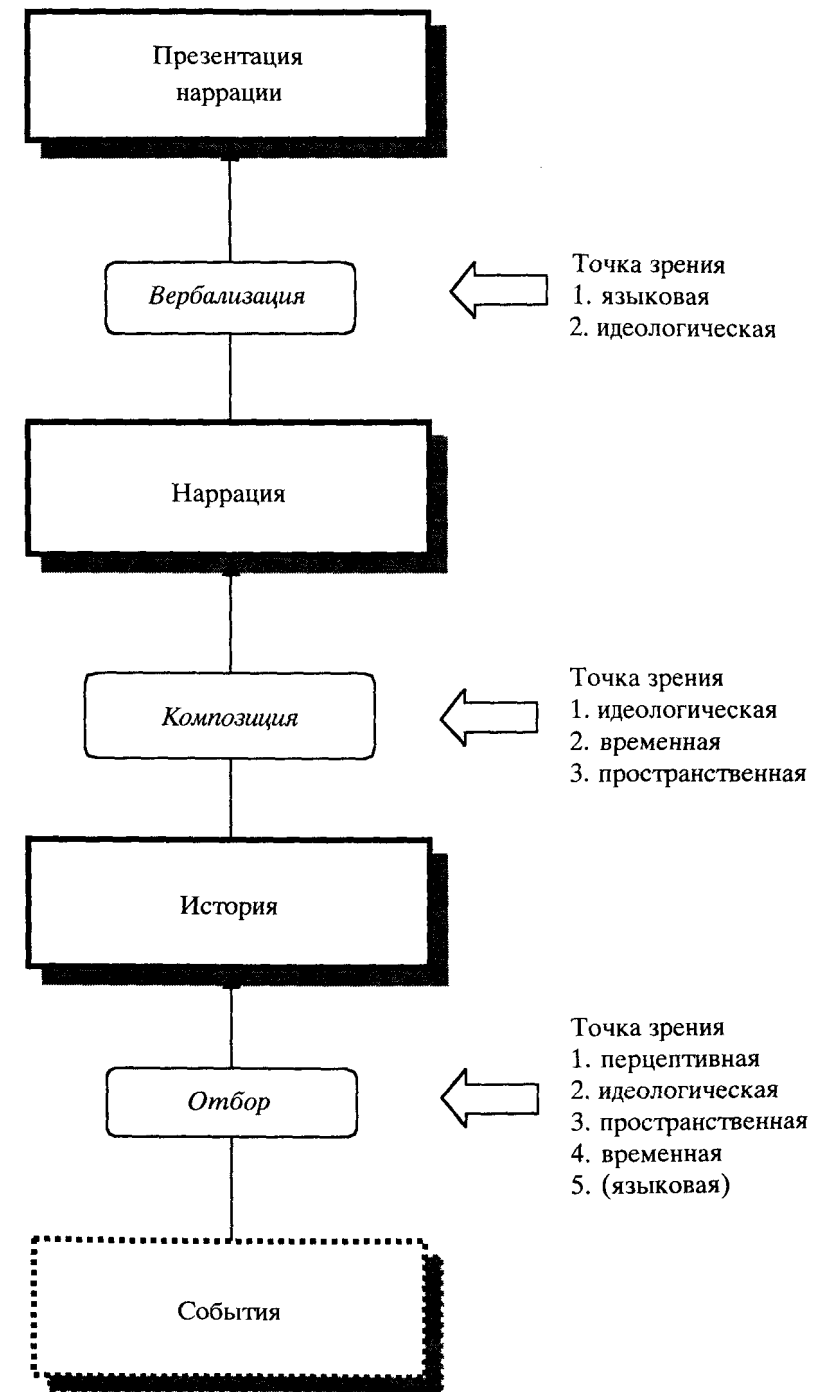 Презентация
наррации
Вербализация
Точка зрения
1. языковая
2. идеологическая
Наррация
Композиция
Точка зрения
1. идеологическая
2. временная
3. пространственная
История
Отбор
Точка зрения
1. перцептивная
2. идеологическая
3. пространственная
4. временная
5. (языковая)
События